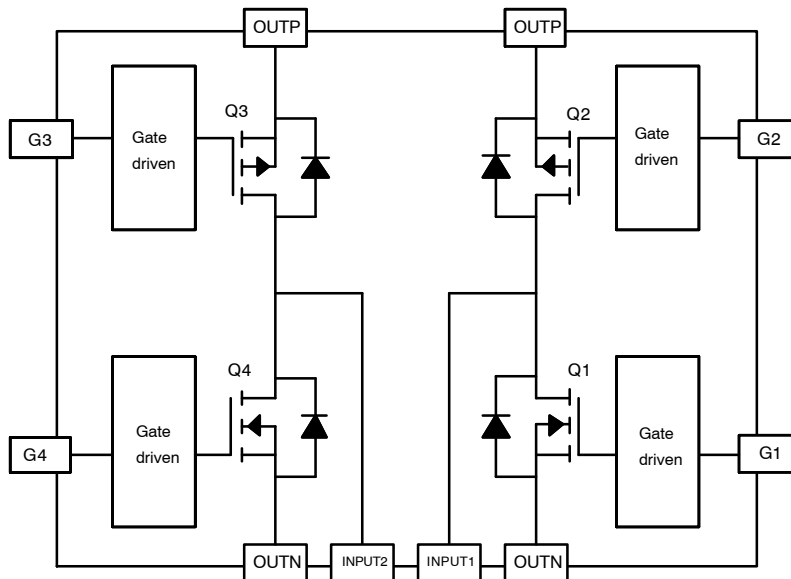 OUTP
OUTP
Q3
Q2
G3
Gate
driven
Gate
driven
G2
Q4
Q1
G4
Gate
driven
Gate
driven
G1
OUTN
INPUT2
INPUT1
OUTN